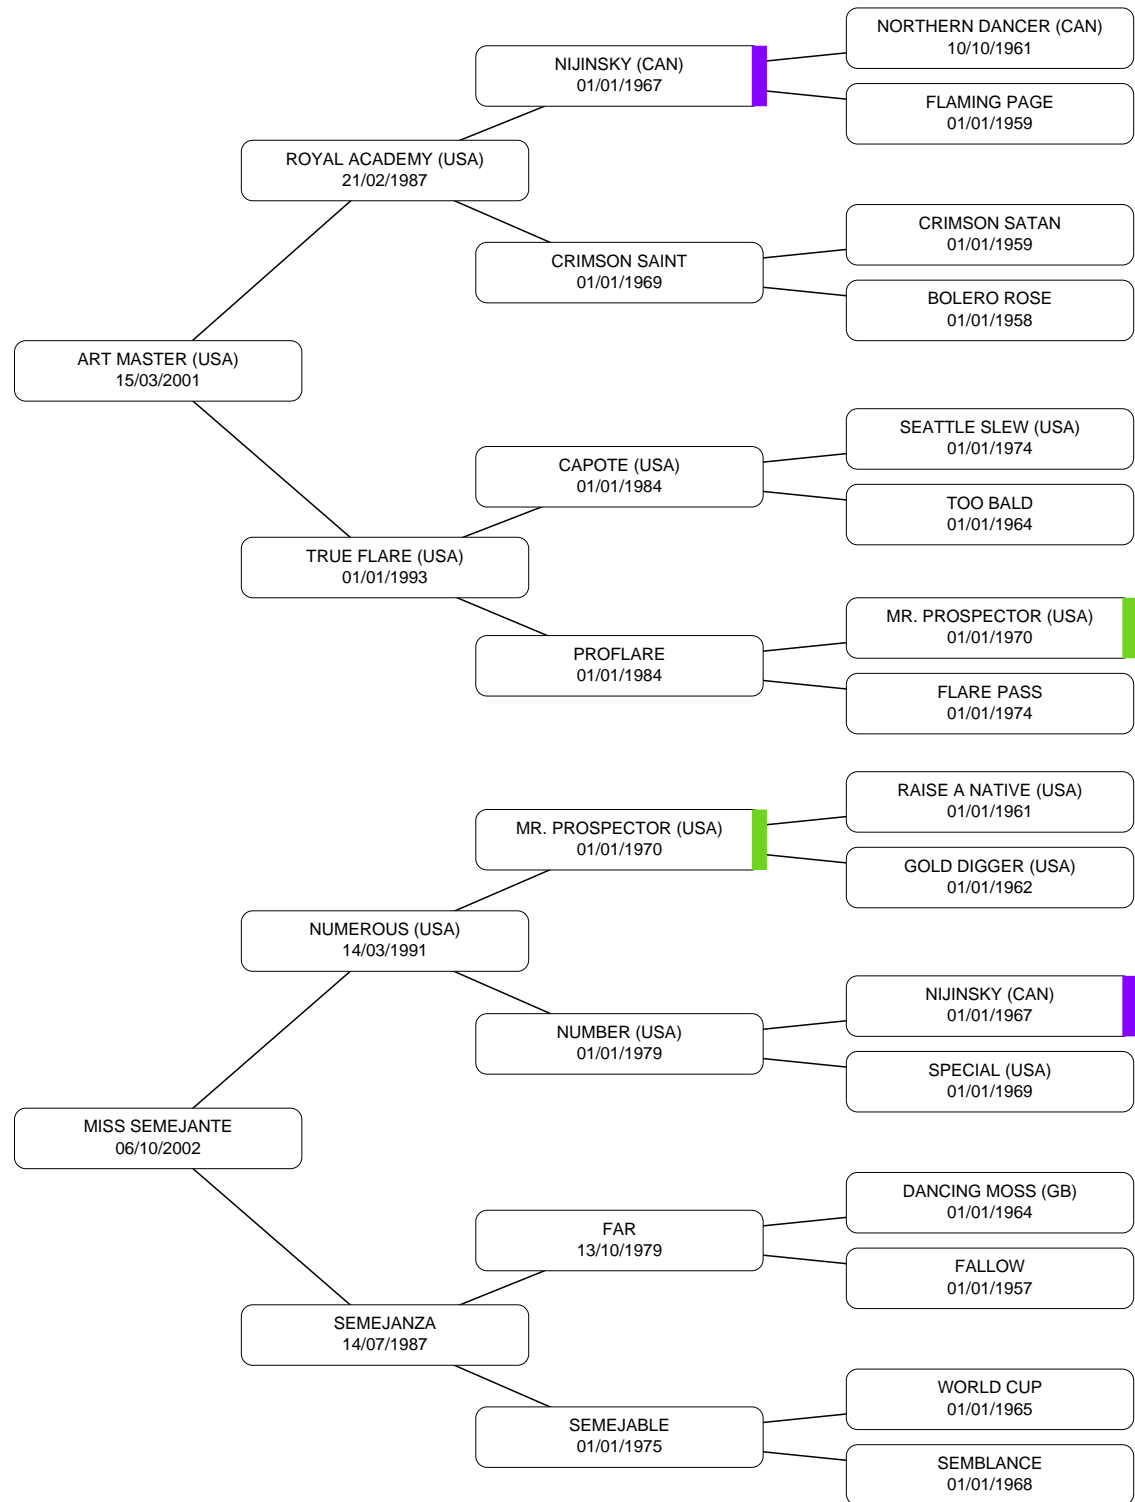 NORTHERN DANCER (CAN)
10/10/1961
NIJINSKY (CAN)
01/01/1967
FLAMING PAGE
01/01/1959
ROYAL ACADEMY (USA)
21/02/1987
CRIMSON SATAN
01/01/1959
CRIMSON SAINT
01/01/1969
BOLERO ROSE
01/01/1958
ART MASTER (USA)
15/03/2001
SEATTLE SLEW (USA)
01/01/1974
CAPOTE (USA)
01/01/1984
TOO BALD
01/01/1964
TRUE FLARE (USA)
01/01/1993
MR. PROSPECTOR (USA)
01/01/1970
PROFLARE
01/01/1984
FLARE PASS
01/01/1974
RAISE A NATIVE (USA)
01/01/1961
MR. PROSPECTOR (USA)
01/01/1970
GOLD DIGGER (USA)
01/01/1962
NUMEROUS (USA)
14/03/1991
NIJINSKY (CAN)
01/01/1967
NUMBER (USA)
01/01/1979
SPECIAL (USA)
01/01/1969
MISS SEMEJANTE
06/10/2002
DANCING MOSS (GB)
01/01/1964
FAR
13/10/1979
FALLOW
01/01/1957
SEMEJANZA
14/07/1987
WORLD CUP
01/01/1965
SEMEJABLE
01/01/1975
SEMBLANCE
01/01/1968